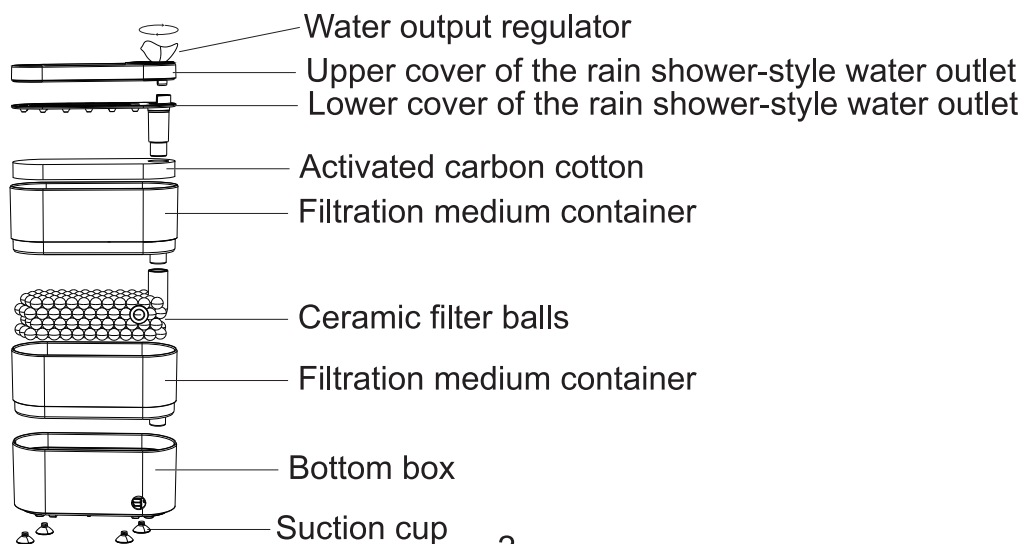 Water output regulator
Upper cover of the rain shower-style water outlet
Lower cover of the rain shower-style water outlet
Activated carbon cotton
Filtration medium container
Ceramic filter balls
Filtration medium container
Bottom box
Suction cup